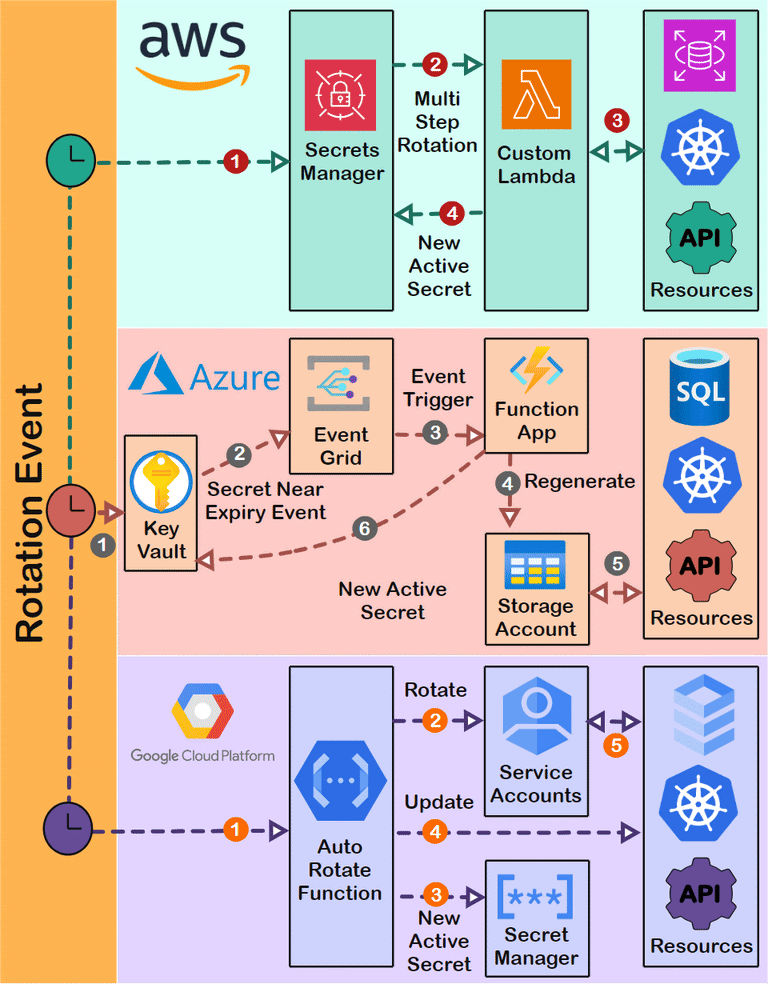 Rotation Event
aws
1
Secrets
Manager
2
Multi
Step
Rotation
4
New
Active
Secret
Custom
Lambda
3
API
Resources
Azure
1
Key
Vault
2
Secret Near
Expiry Event
Event
Grid
Event
Trigger
3
Function
App
4
Regenerate
6
New Active
Secret
Storage
Account
5
SQL
API
Resources
Google Cloud Platform
1
Auto
Rotate
Function
Rotate
2
Service
Accounts
5
Update
4
3
New
Active
Secret
[***]
Secret
Manager
API
Resources